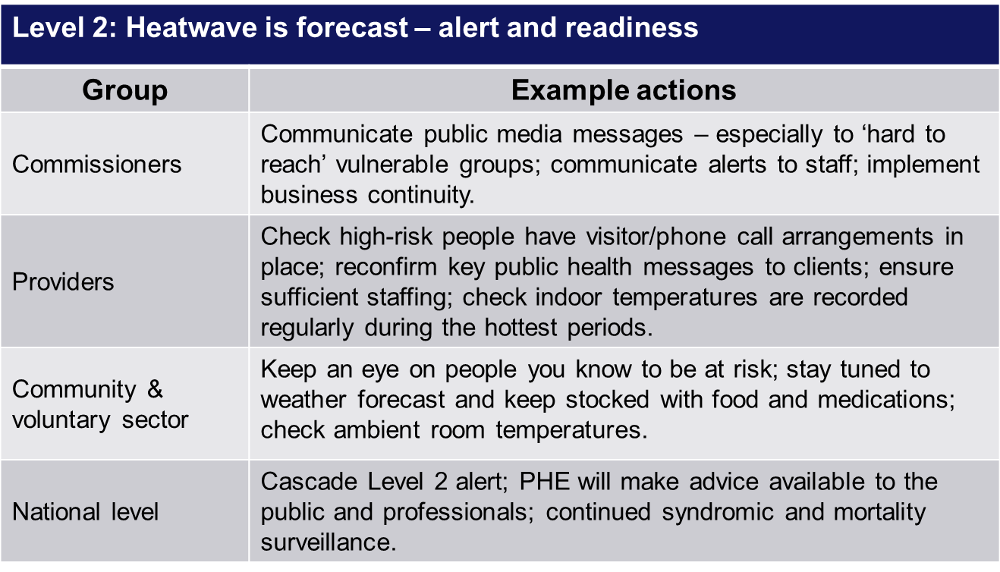 Level 2: Heatwave is forecast – alert and readiness
Group
Example actions
Commissioners
Communicate public media messages – especially to ‘hard to
reach’ vulnerable groups; communicate alerts to staff; implement
business continuity.
Providers
Check high-risk people have visitor/phone call arrangements in
place; reconfirm key public health messages to clients; ensure
sufficient staffing; check indoor temperatures are recorded
regularly during the hottest periods.
Community &
voluntary sector
Keep an eye on people you know to be at risk; stay tuned to
weather forecast and keep stocked with food and medications;
check ambient room temperatures.
National level
Cascade Level 2 alert; PHE will make advice available to the
public and professionals; continued syndromic and mortality
surveillance.